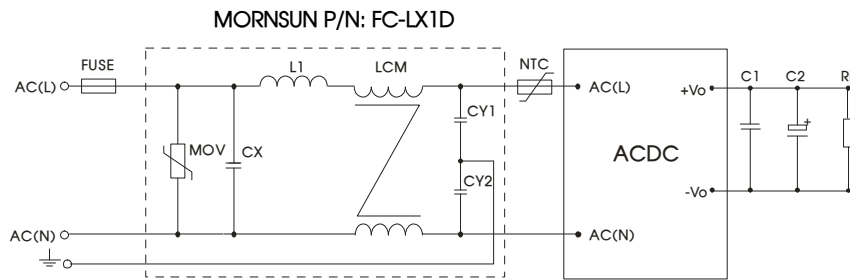 MORNSUN P/N: FC-LX1D
FUSE
L1
LCM
NTC
C1
C2
R
AC(L)
AC(L)
+Vo
+
CY1
MOV
CX
ACDC
CY2
-Vo
AC(N)
AC(N)